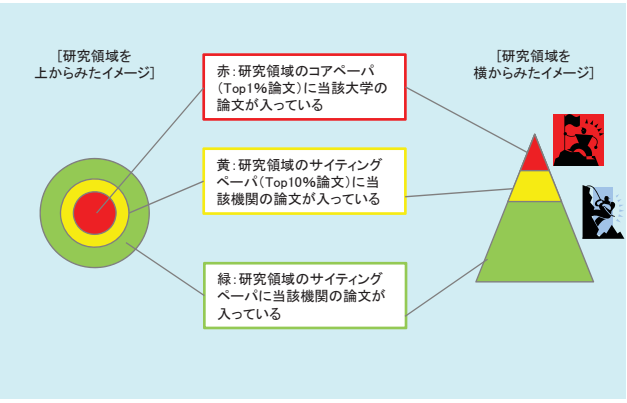 [研究領域を
上からみたイメージ]
赤：研究領域のコアペーパ
（Top1％論文）に当該大学の
論文が入っている
[研究領域を
横からみたイメージ]
黄：研究領域のサイティング
ペーパ（Top10％論文）に当
該機関の論文が入っている
緑：研究領域のサイティング
ペーパに当該機関の論文が
入っている